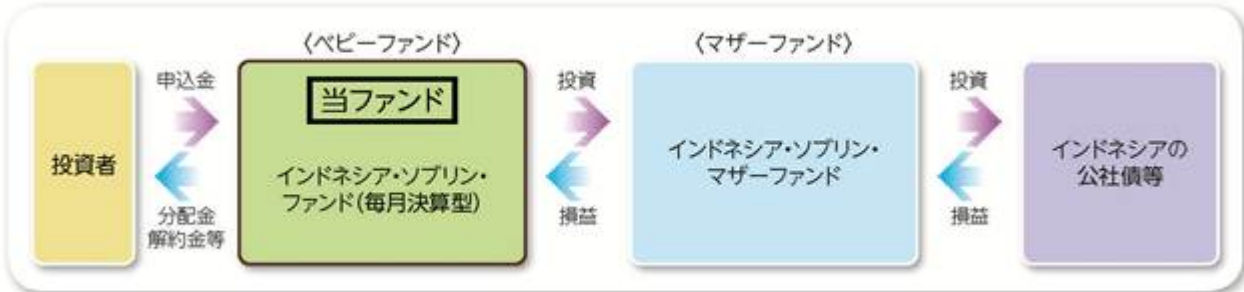 〈ベビーファンド〉
〈マザーファンド〉
投資者
申込金
分配金
解約金等
当ファンド
インドネシア・ソブリン・
ファンド(毎月決算型)
投資
損益
インドネシア・ソブリン・
マザーファンド
投資
損益
インドネシアの
公社債等